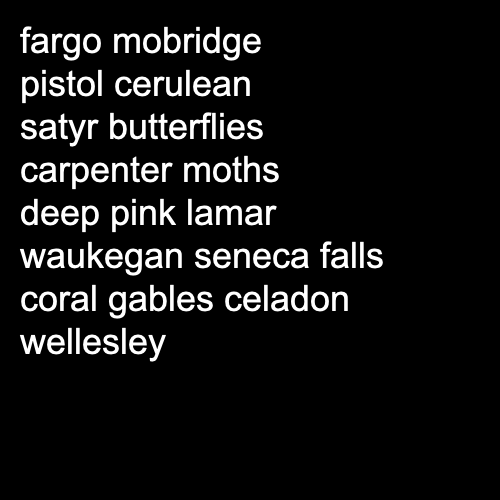 fargo mobridge
pistol cerulean
satyr butterflies
carpenter moths
deep pink lamar
waukegan seneca falls
coral gables celadon
wellesley